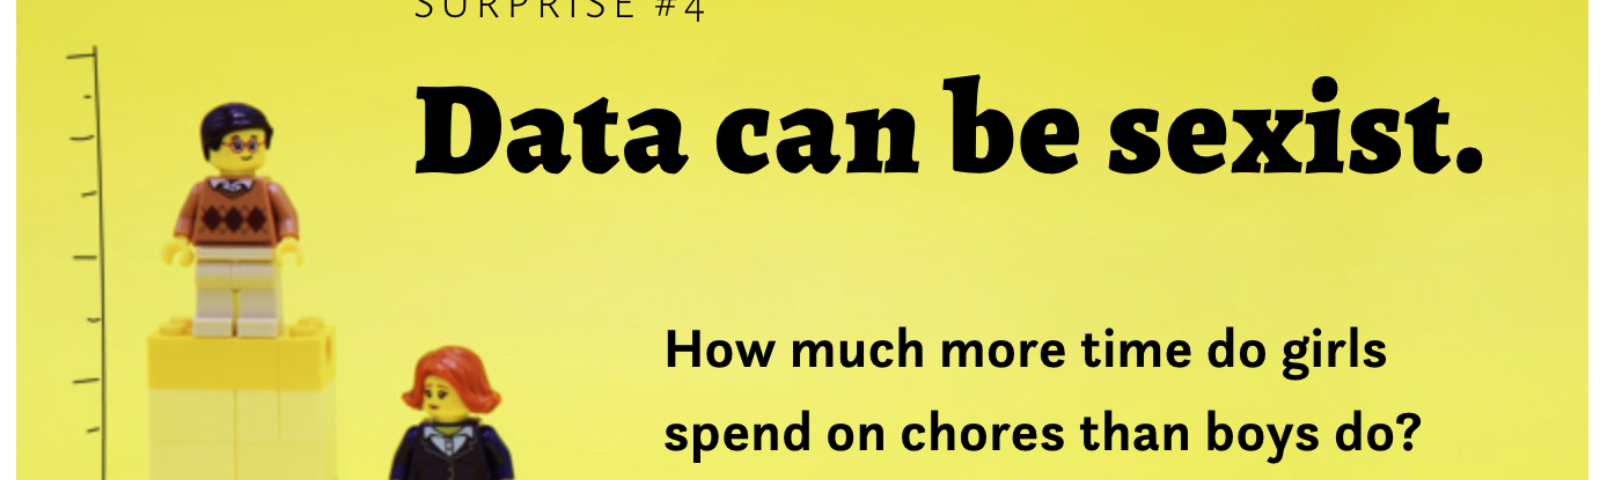 SURPRISE #4
Data can be sexist.
How much more time do girls
spend on chores than boys do?